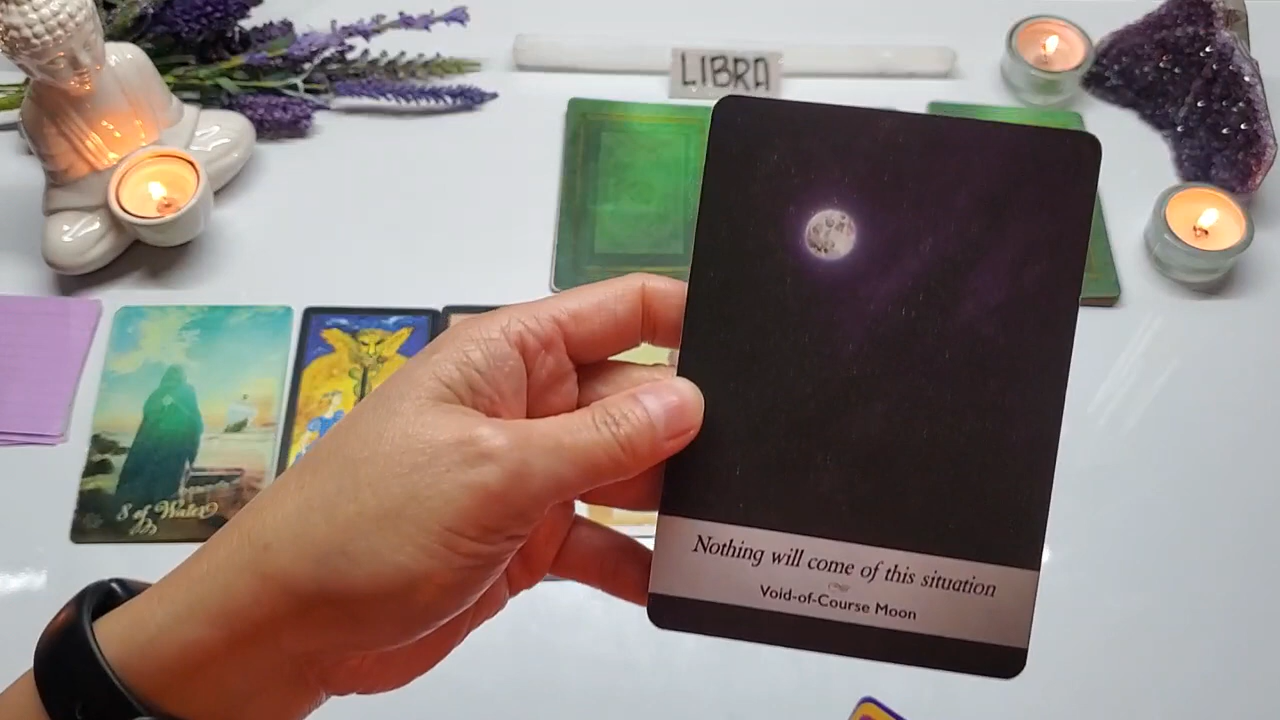 LIBRA
8 of Water
Nothing will come of this situation
Void-of-Course Moon